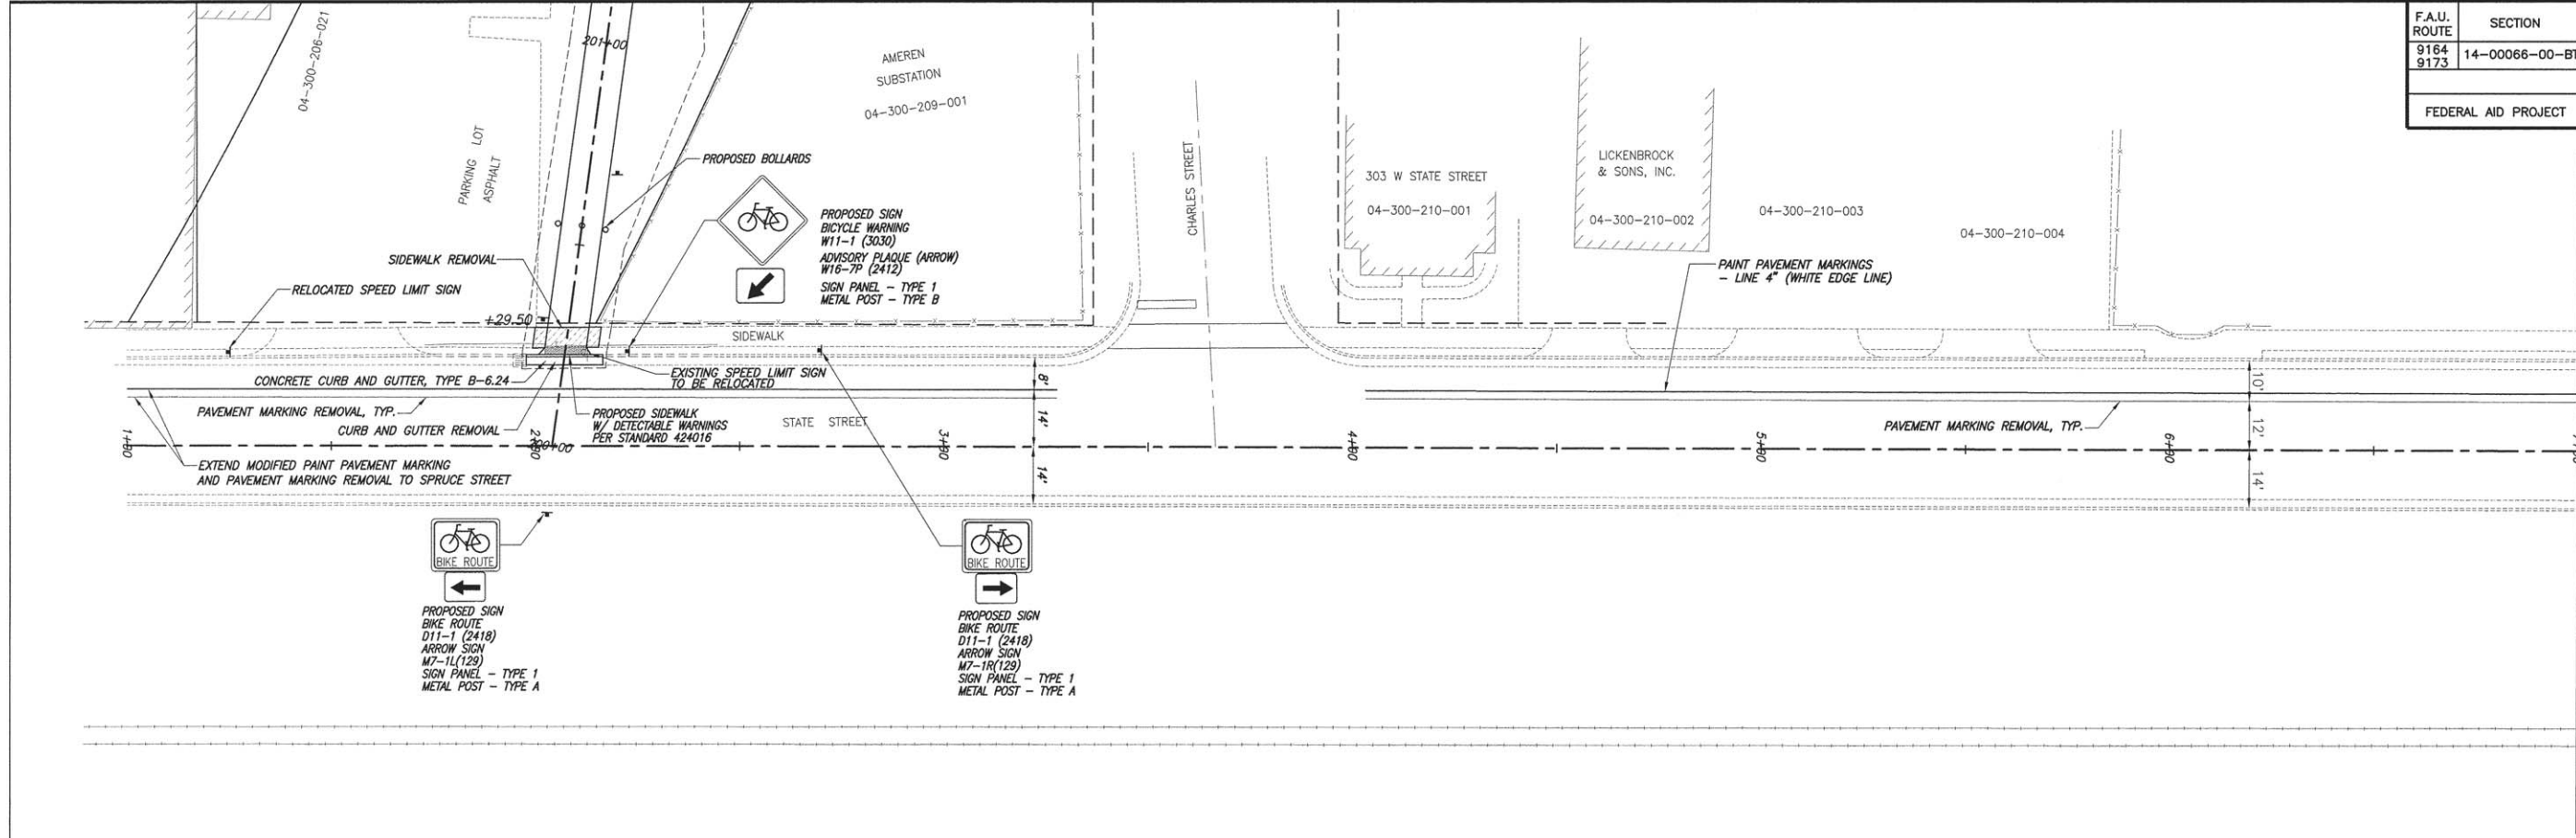 F.A.U.
ROUTE
SECTION
9164
9173
14-00066-00-BT
FEDERAL AID PROJECT
04-300-206-021
201+00
AMEREN
SUBSTATION
04-300-209-001
PARKING LOT
ASPHALT
PROPOSED BOLLARDS
CHARLES STREET
303 W STATE STREET
04-300-210-001
LICKENBROCK
& SONS, INC.
04-300-210-002
04-300-210-003
04-300-210-004
PROPOSED SIGN
BICYCLE WARNING
W11-1 (3030)
ADVISORY PLAQUE (ARROW)
W16-7P (2412)
SIGN PANEL - TYPE 1
METAL POST - TYPE B
SIDEWALK REMOVAL
RELOCATED SPEED LIMIT SIGN
PAINT PAVEMENT MARKINGS
- LINE 4" (WHITE EDGE LINE)
+29.50
SIDEWALK
EXISTING SPEED LIMIT SIGN
TO BE RELOCATED
CONCRETE CURB AND GUTTER, TYPE B-6.24
8'
10'
PAVEMENT MARKING REMOVAL, TYP.
CURB AND GUTTER REMOVAL
PROPOSED SIDEWALK
W/ DETECTABLE WARNINGS
PER STANDARD 424016
STATE STREET
14'
PAVEMENT MARKING REMOVAL, TYP.
12'
1+00
3+00
4+00
5+00
6+00
EXTEND MODIFIED PAINT PAVEMENT MARKING
AND PAVEMENT MARKING REMOVAL TO SPRUCE STREET
14'
14'
BIKE ROUTE
PROPOSED SIGN
BIKE ROUTE
D11-1 (2418)
ARROW SIGN
M7-1L(129)
SIGN PANEL - TYPE 1
METAL POST - TYPE A
BIKE ROUTE
PROPOSED SIGN
BIKE ROUTE
D11-1 (2418)
ARROW SIGN
M7-1R(129)
SIGN PANEL - TYPE 1
METAL POST - TYPE A